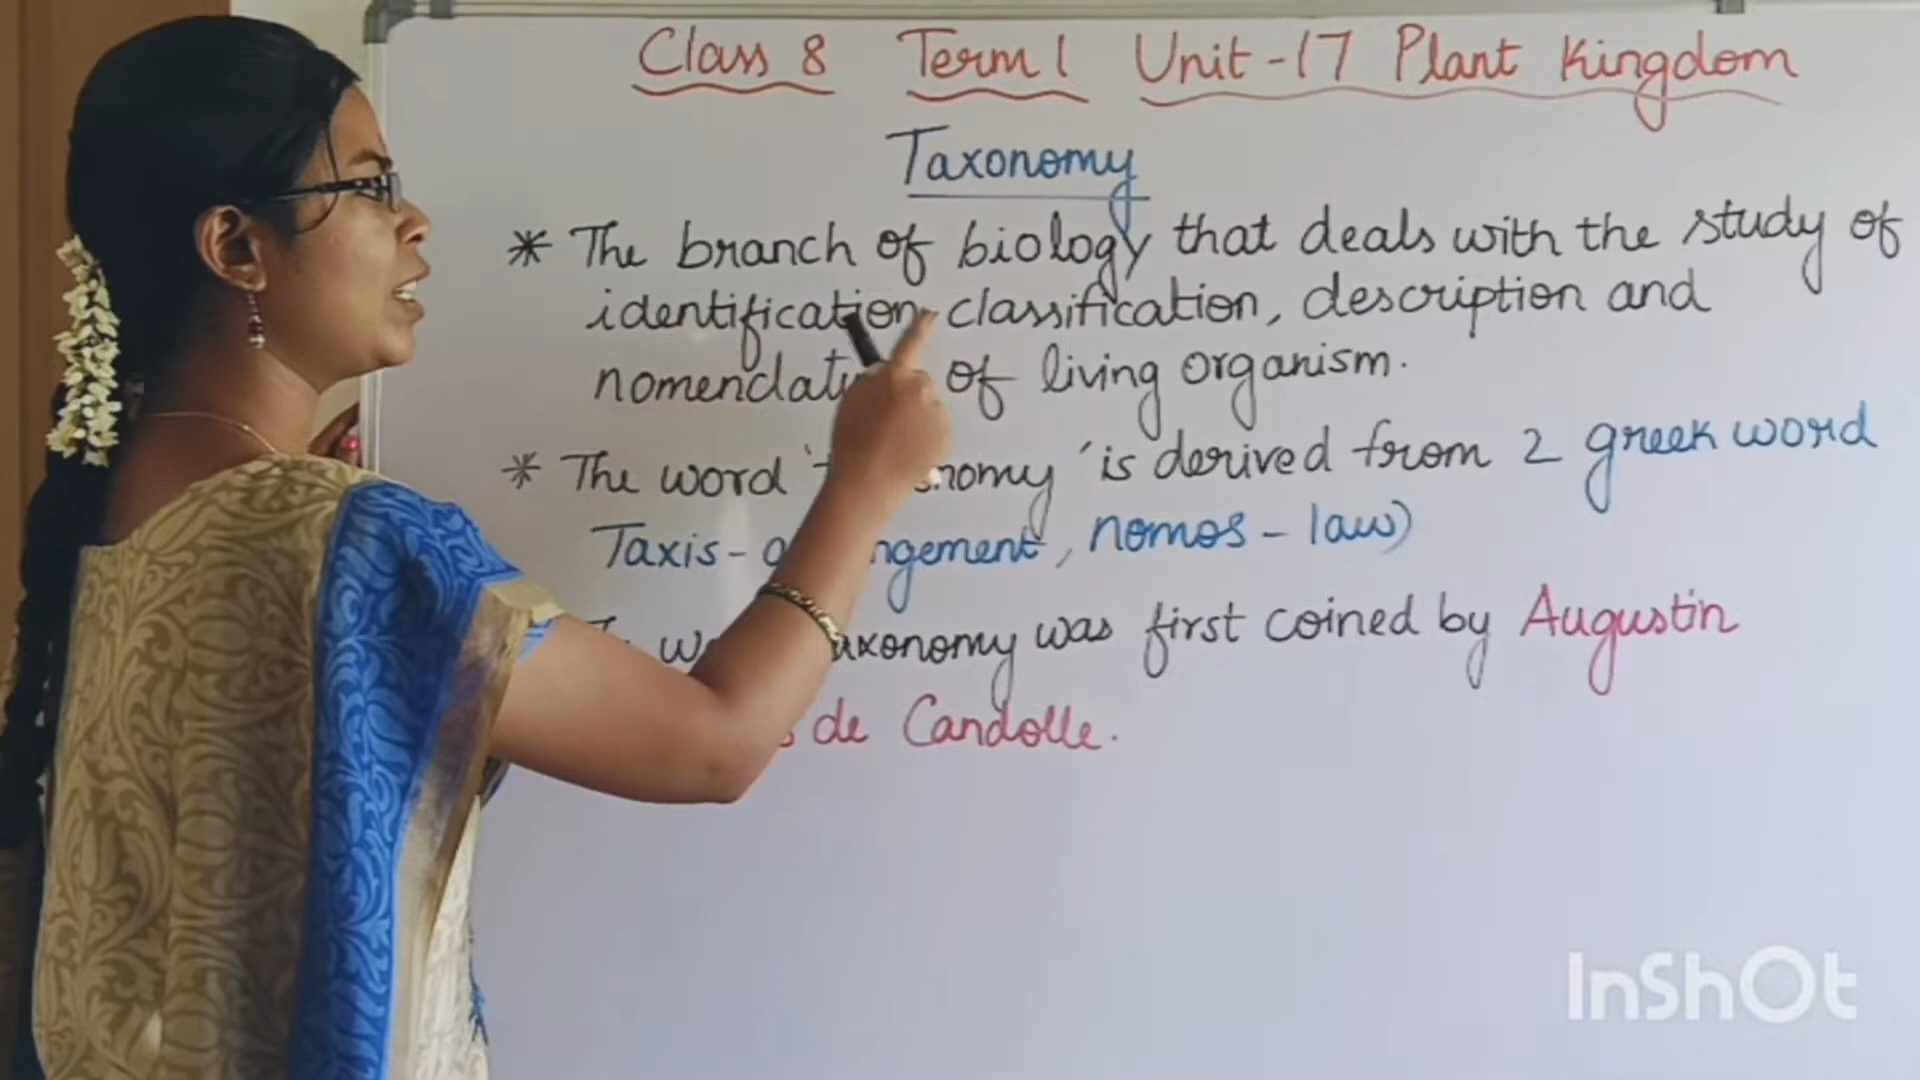 Class 8 Term 1 Unit-17 Plant Kingdom
Taxonomy
* The branch of biology that deals with the study of
identification, classification, description and
of living organism.
* The word is derived from 2 greek word
Taxis- , nomos - law)
was first coined by Augustin
de Candolle.
InShOt